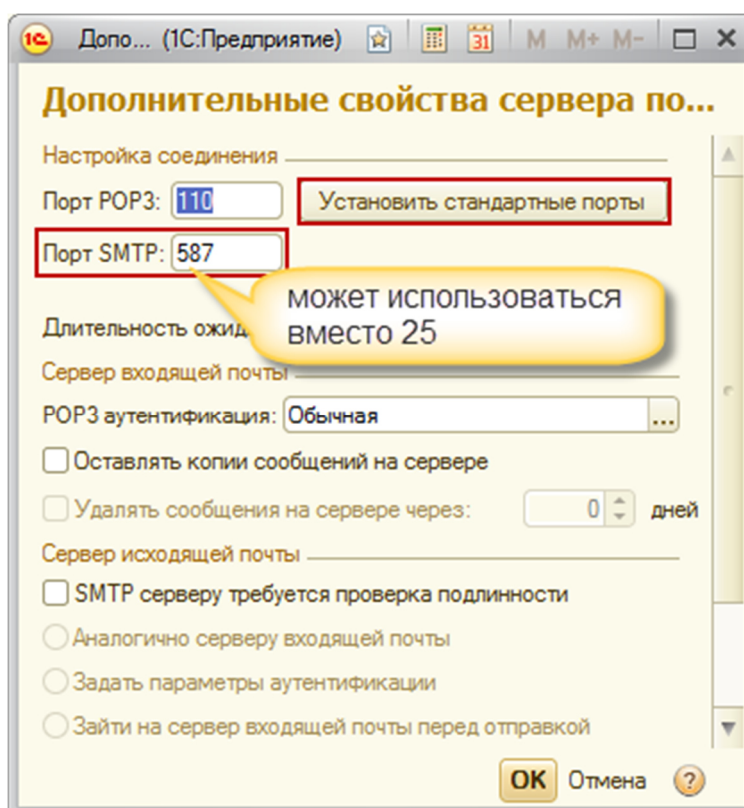 1С Допо... (1С:Предприятие) 31 M M+ M-
Дополнительные свойства сервера по...
Настройка соединения
Порт POP3: 110 Установить стандартные порты
Порт SMTP: 587
может использоваться
вместо 25
Длительность
Сервер входящей почты
POP3 аутентификация: Обычная ...
Оставлять копии сообщений на сервере
Удалять сообщения на сервере через: 0 дней
Сервер исходящей почты
SMTP серверу требуется проверка подлинности
Аналогично серверу входящей почты
Задать параметры аутентификации
Зайти на сервер входящей почты перед отправкой
OK Отмена ?